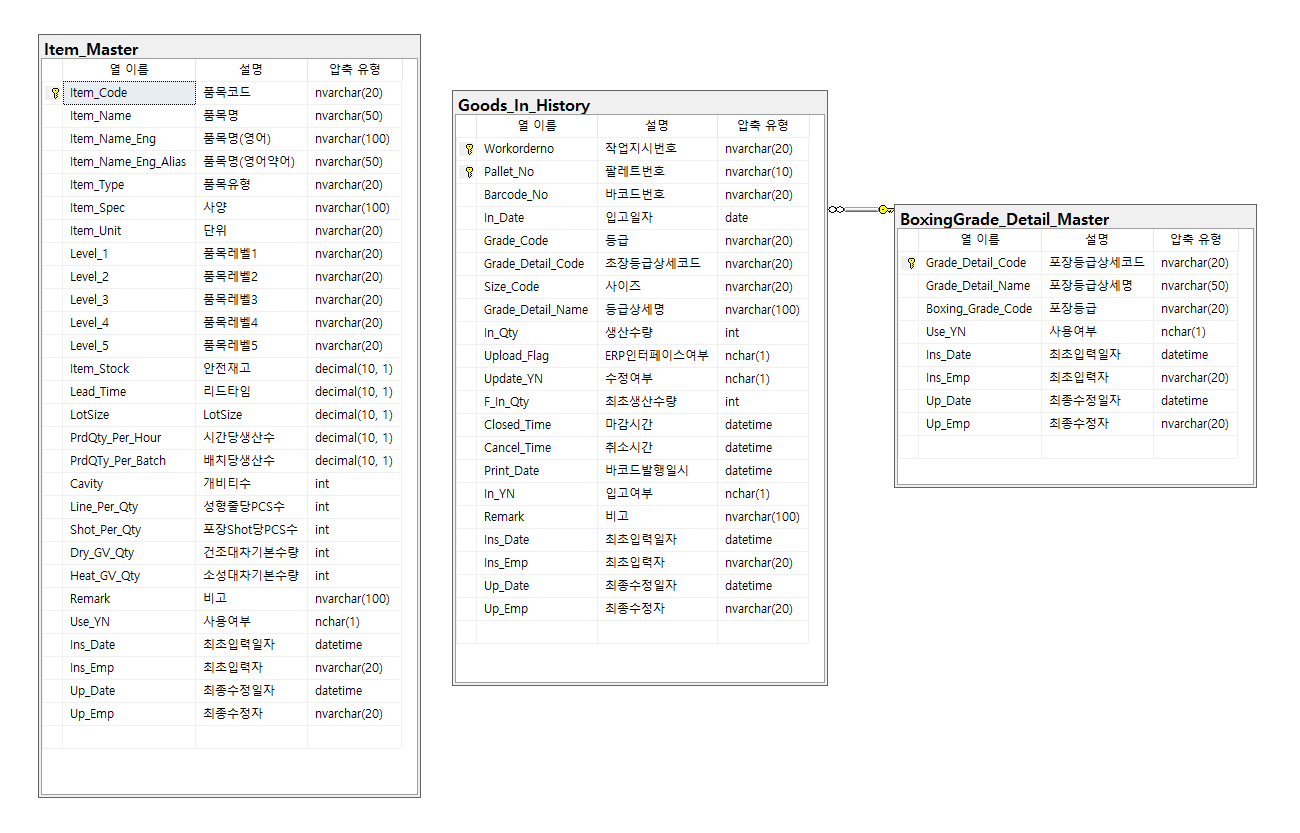 Item_Master
열 이름 설명 압축 유형
Item_Code 품목코드 nvarchar(20)
Item_Name 품목명 nvarchar(50)
Item_Name_Eng 품목명(영어) nvarchar(100)
Item_Name_Eng_Alias 품목명(영어약어) nvarchar(50)
Item_Type 품목유형 nvarchar(20)
Item_Spec 사양 nvarchar(100)
Item_Unit 단위 nvarchar(20)
Level_1 품목레벨1 nvarchar(20)
Level_2 품목레벨2 nvarchar(20)
Level_3 품목레벨3 nvarchar(20)
Level_4 품목레벨4 nvarchar(20)
Level_5 품목레벨5 nvarchar(20)
Item_Stock 안전재고 decimal(10, 1)
Lead_Time 리드타임 decimal(10, 1)
LotSize LotSize decimal(10, 1)
PrdQty_Per_Hour 시간당생산수 decimal(10, 1)
PrdQTy_Per_Batch 배치당생산수 decimal(10, 1)
Cavity 개비티수 int
Line_Per_Qty 성형줄당PCS수 int
Shot_Per_Qty 포장Shot당PCS수 int
Dry_GV_Qty 건조대차기본수량 int
Heat_GV_Qty 소성대차기본수량 int
Remark 비고 nvarchar(100)
Use_YN 사용여부 nchar(1)
Ins_Date 최초입력일자 datetime
Ins_Emp 최초입력자 nvarchar(20)
Up_Date 최종수정일자 datetime
Up_Emp 최종수정자 nvarchar(20)
Goods_In_History
열 이름 설명 압축 유형
Workorderno 작업지시번호 nvarchar(20)
Pallet_No 팔레트번호 nvarchar(10)
Barcode_No 바코드번호 nvarchar(20)
In_Date 입고일자 date
Grade_Code 등급 nvarchar(20)
Grade_Detail_Code 초장등급상세코드 nvarchar(20)
Size_Code 사이즈 nvarchar(20)
Grade_Detail_Name 등급상세명 nvarchar(100)
In_Qty 생산수량 int
Upload_Flag ERP인터페이스여부 nchar(1)
Update_YN 수정여부 nchar(1)
F_In_Qty 최초생산수량 int
Closed_Time 마감시간 datetime
Cancel_Time 취소시간 datetime
Print_Date 바코드발행일시 datetime
In_YN 입고여부 nchar(1)
Remark 비고 nvarchar(100)
Ins_Date 최초입력일자 datetime
Ins_Emp 최초입력자 nvarchar(20)
Up_Date 최종수정일자 datetime
Up_Emp 최종수정자 nvarchar(20)
BoxingGrade_Detail_Master
열 이름 설명 압축 유형
Grade_Detail_Code 포장등급상세코드 nvarchar(20)
Grade_Detail_Name 포장등급상세명 nvarchar(50)
Boxing_Grade_Code 포장등급 nvarchar(20)
Use_YN 사용여부 nchar(1)
Ins_Date 최초입력일자 datetime
Ins_Emp 최초입력자 nvarchar(20)
Up_Date 최종수정일자 datetime
Up_Emp 최종수정자 nvarchar(20)